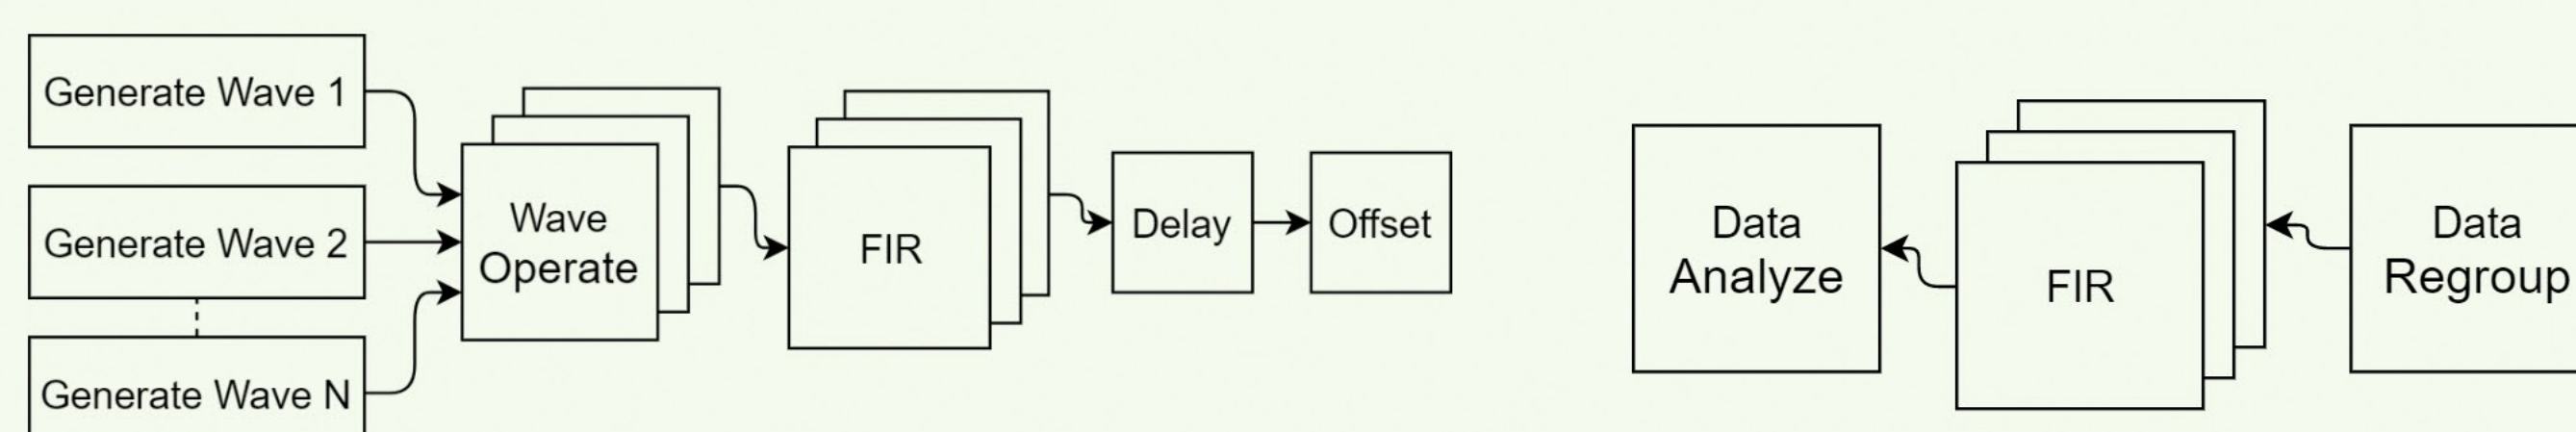 Generate Wave 1
Generate Wave 2
Generate Wave N
Wave
Operate
FIR
Delay
Offset
Data
Analyze
FIR
Data
Regroup